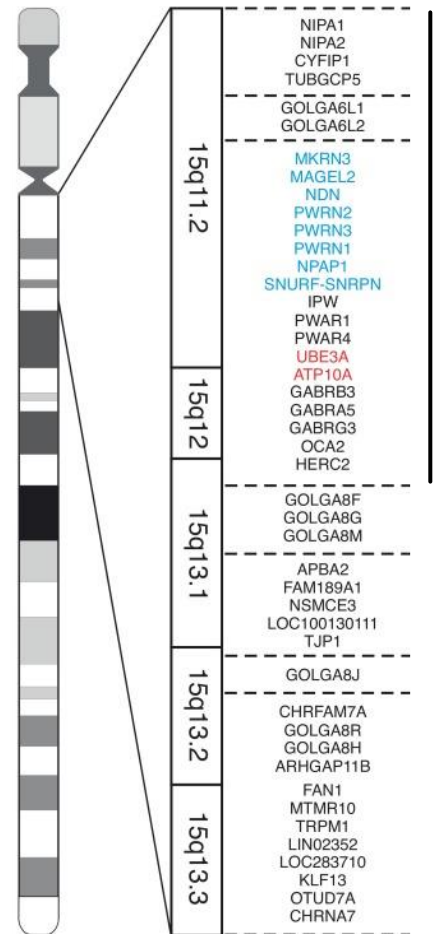 15q11.2
15q12
15q13.1
15q13.2
15q13.3
NIPA1
NIPA2
CYFIP1
TUBGCP5
GOLGA6L1
GOLGA6L2
MKRN3
MAGEL2
NDN
PWRN2
PWRN3
PWRN1
NPAP1
SNURF-SNRPN
IPW
PWAR1
PWAR4
UBE3A
ATP10A
GABRB3
GABRA5
GABRG3
OCA2
HERC2
GOLGA8F
GOLGA8G
GOLGA8M
APBA2
FAM189A1
NSMCE3
LOC100130111
TJP1
GOLGA8J
CHRFAM7A
GOLGA8R
GOLGA8H
ARHGAP11B
FAN1
MTMR10
TRPM1
LIN02352
LOC283710
KLF13
OTUD7A
CHRNA7